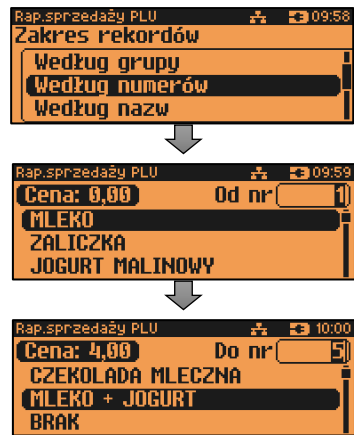 Rap.sprzedaży PLU 09:58
Zakres rekordów
Według grupy
Według numerów
Według nazw
Rap.sprzedaży PLU 09:59
Cena: 0,00 Od nr 1
MLEKO
ZALICZKA
JOGURT MALINOWY
Rap.sprzedaży PLU 10:00
Cena: 4,00 Do nr 5
CZEKOLADA MLECZNA
MLEKO + JOGURT
BRAK